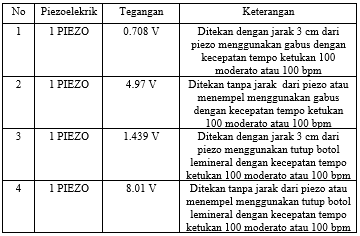 No Piezoelekrik Tegangan Keterangan
1 1 PIEZO 0.708 V Ditekan dengan jarak 3 cm dari
piezo menggunakan gabus dengan
kecepatan tempo ketukan 100
moderato atau 100 bpm
2 1 PIEZO 4.97 V Ditekan tanpa jarak dari piezo atau
menempel menggunakan gabus
dengan kecepatan tempo ketukan
100 moderato atau 100 bpm
3 1 PIEZO 1.439 V Ditekan dengan jarak 3 cm dari
piezo menggunakan tutup botol
lemineral dengan kecepatan tempo
ketukan 100 moderato atau 100 bpm
4 1 PIEZO 8.01 V Ditekan tanpa jarak dari piezo atau
menempel menggunakan tutup botol
lemineral dengan kecepatan tempo
ketukan 100 moderato atau 100 bpm